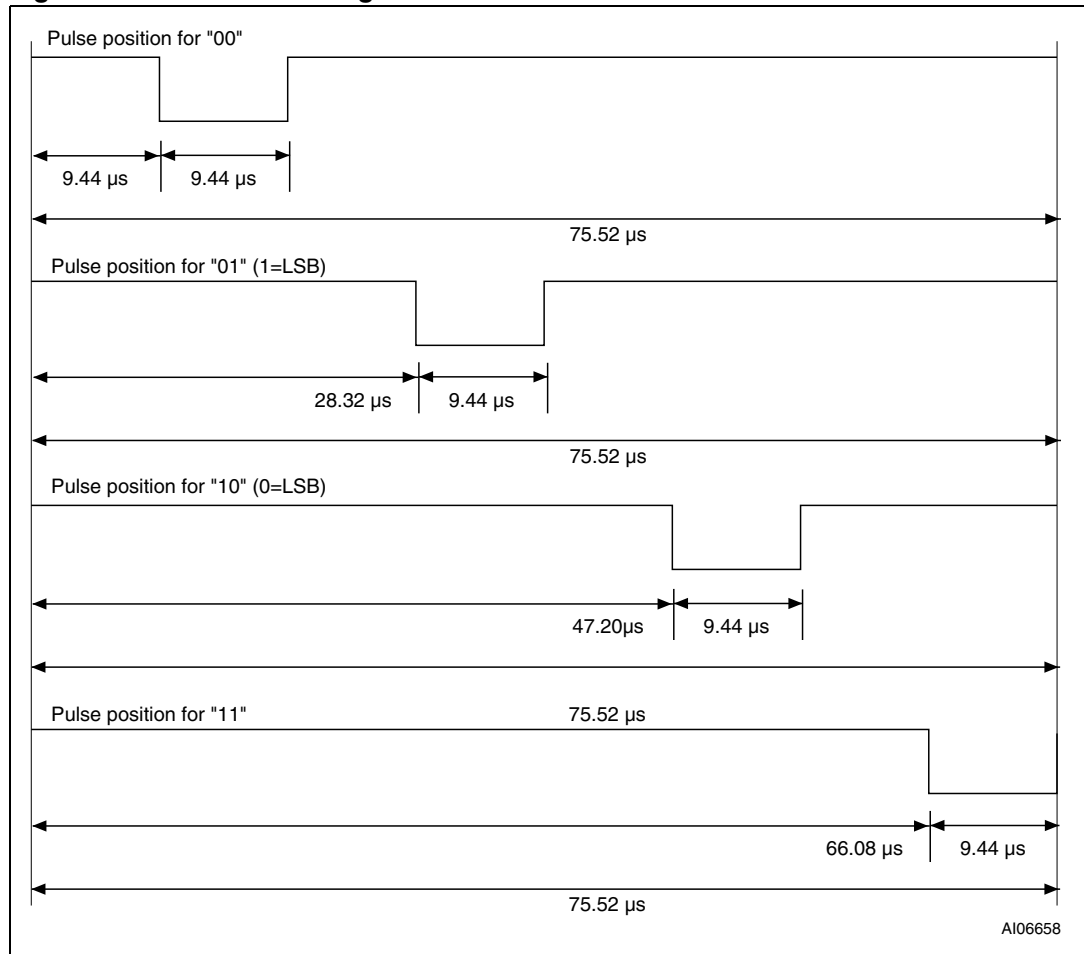 Pulse position for "00"
9.44 µs 9.44 µs
75.52 µs
Pulse position for "01" (1=LSB)
28.32 µs 9.44 µs
75.52 µs
Pulse position for "10" (0=LSB)
47.20µs 9.44 µs
Pulse position for "11" 75.52 µs
66.08 µs 9.44 µs
75.52 µs
AI06658